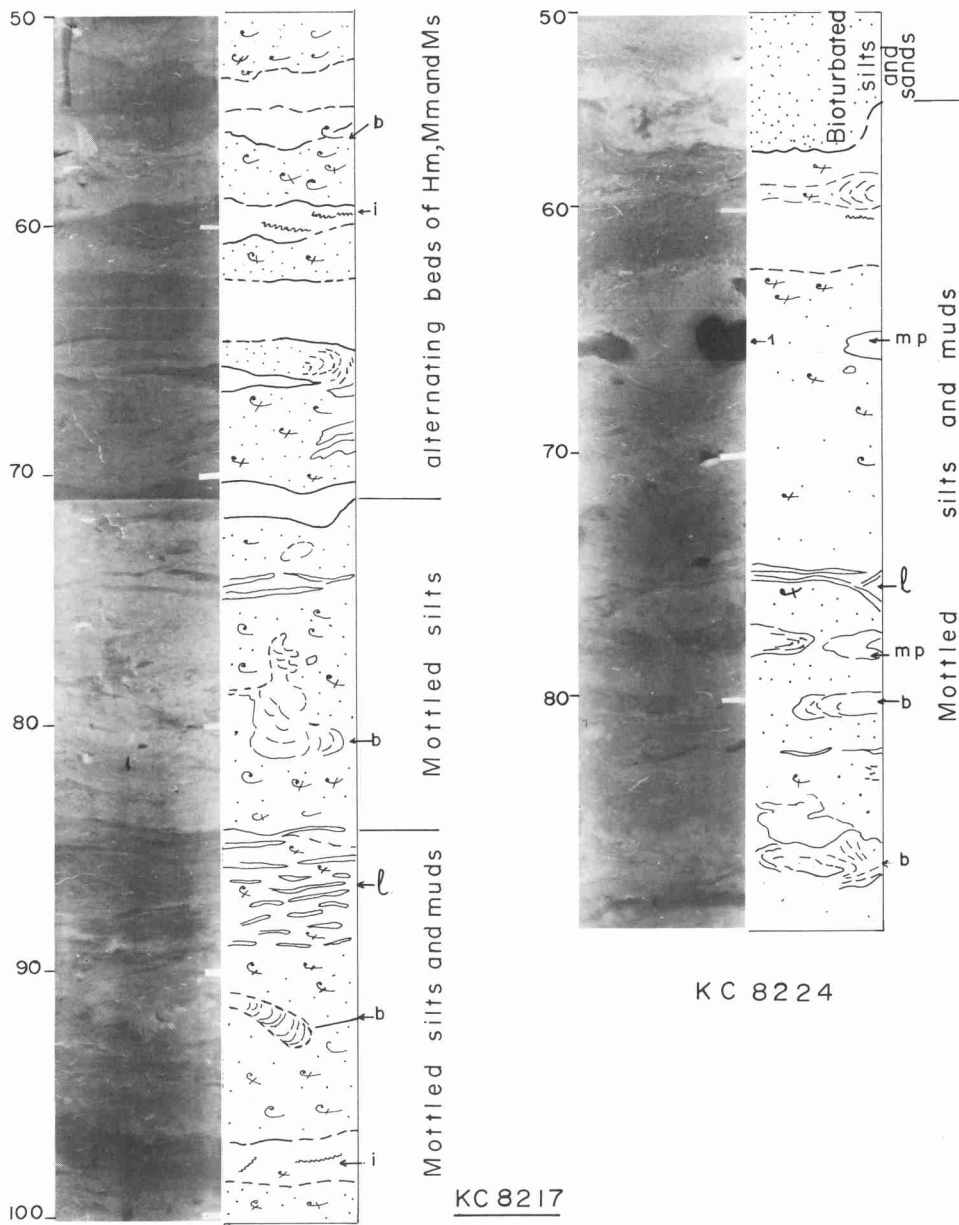 50
60
70
80
90
100
b
i
b
l
b
i
alternating beds of Hm, Mm and Ms
Mottled silts
Mottled silts and muds
KC 8217
50
60
70
80
Bioturbated
silts
and
sands
1
mp
l
mp
b
b
Mottled silts and muds
KC 8224